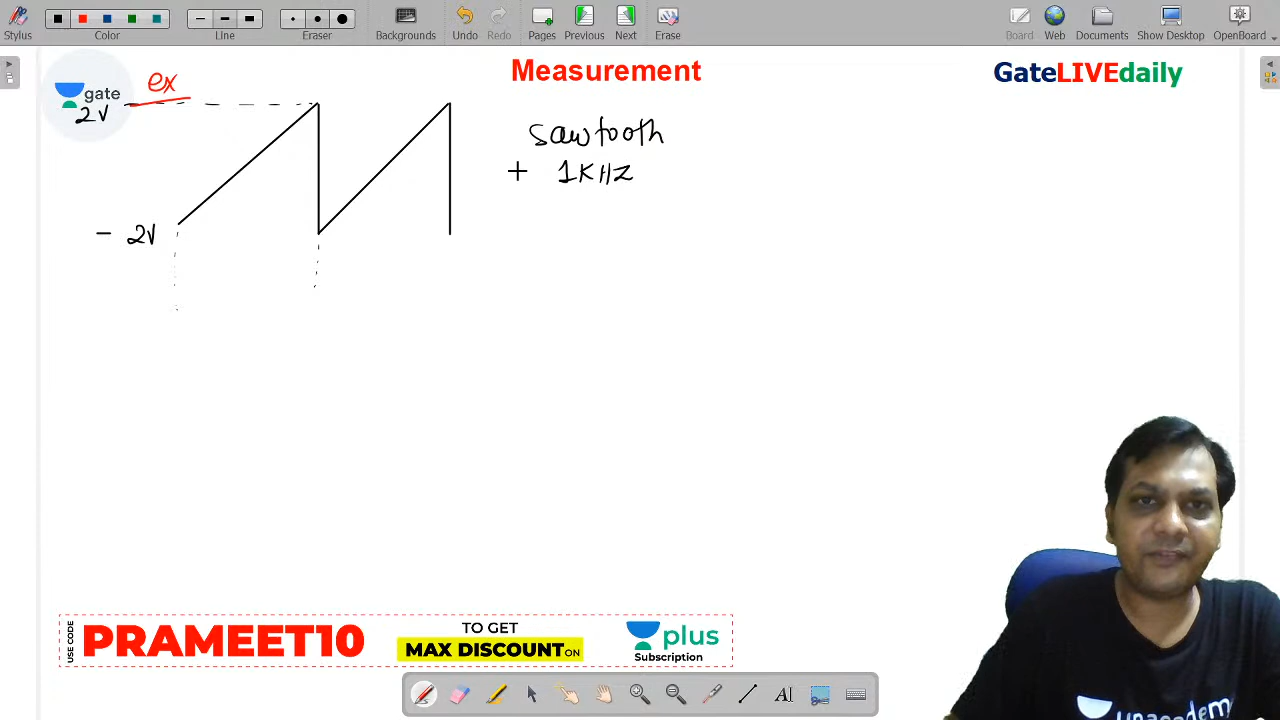 Stylus
Color
Line
Eraser
Backgrounds
Undo
Redo
Pages
Previous
Next
Erase
Board
Web
Documents
Show Desktop
OpenBoard
gate
ex
Measurement
GateLIVEdaily
2V
sawtooth
+ 1KHZ
- 2V
USE CODE
PRAMEET10
TO GET
MAX DISCOUNT ON
plus
Subscription
AI